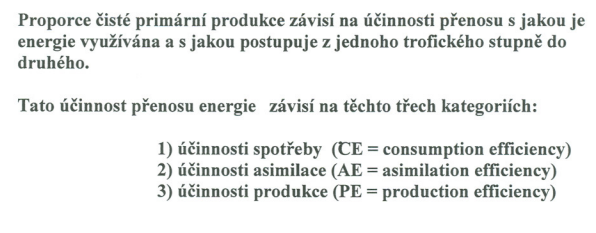 Proporce čisté primární produkce závisí na účinnosti přenosu s jakou je
energie využívána a s jakou postupuje z jednoho trofického stupně do
druhého.
Tato účinnost přenosu energie závisí na těchto třech kategoriích:
1) účinnosti spotřeby (CE = consumption efficiency)
2) účinnosti asimilace (AE = asimilation efficiency)
3) účinnosti produkce (PE = production efficiency)